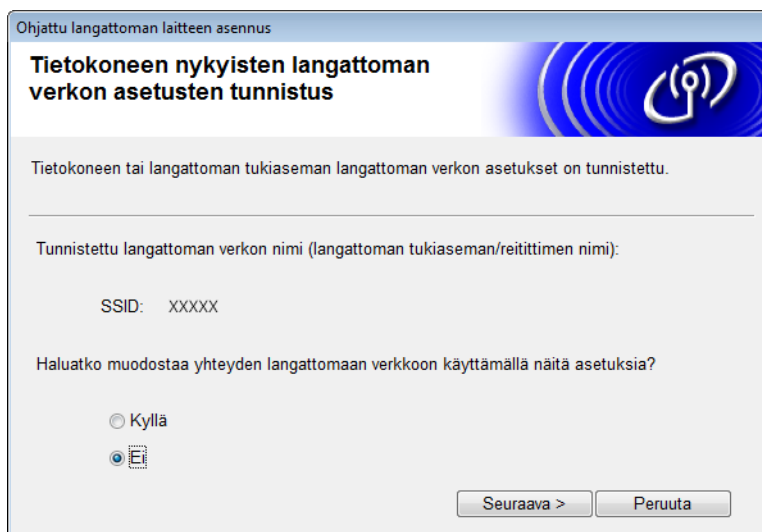 Ohjattu langattoman laitteen asennus
Tietokoneen nykyisten langattoman
verkon asetusten tunnistus
Tietokoneen tai langattoman tukiaseman langattoman verkon asetukset on tunnistettu.
Tunnistettu langattoman verkon nimi (langattoman tukiaseman/reitittimen nimi):
SSID: XXXXX
Haluatko muodostaa yhteyden langattomaan verkkoon käyttämällä näitä asetuksia?
Kyllä
Ei
Seuraava > Peruuta